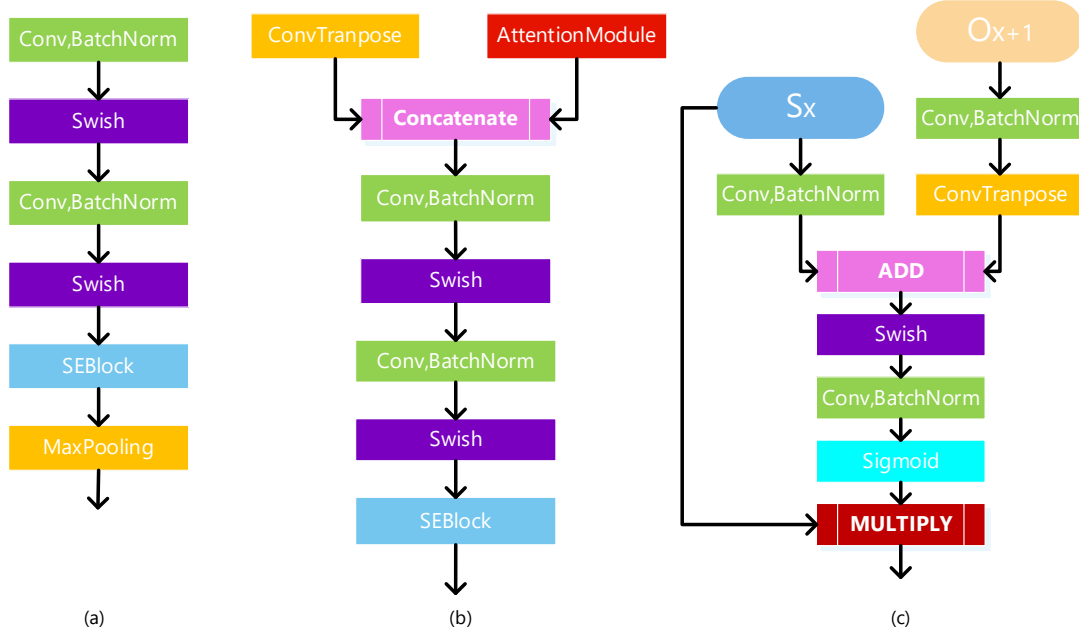 Conv,BatchNorm
Swish
Conv,BatchNorm
Swish
SEBlock
MaxPooling
(a)
ConvTranpose
AttentionModule
Concatenate
Conv,BatchNorm
Swish
Conv,BatchNorm
Swish
SEBlock
(b)
Ox+1
Sx
Conv,BatchNorm
Conv,BatchNorm
ConvTranpose
ADD
Swish
Conv,BatchNorm
Sigmoid
MULTIPLY
(c)